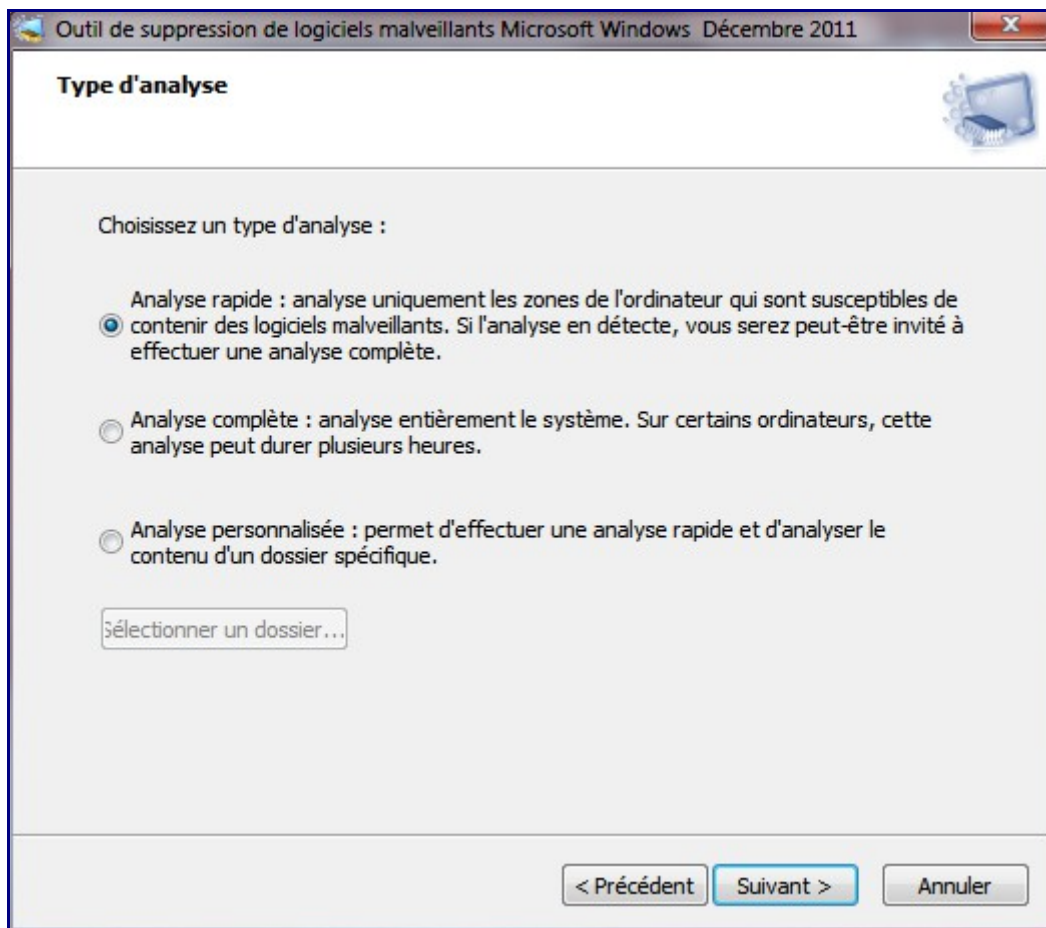 Outil de suppression de logiciels malveillants Microsoft Windows Décembre 2011
Type d'analyse
Choisissez un type d'analyse :
Analyse rapide : analyse uniquement les zones de l'ordinateur qui sont susceptibles de
contenir des logiciels malveillants. Si l'analyse en détecte, vous serez peut-être invité à
effectuer une analyse complète.
Analyse complète : analyse entièrement le système. Sur certains ordinateurs, cette
analyse peut durer plusieurs heures.
Analyse personnalisée : permet d'effectuer une analyse rapide et d'analyser le
contenu d'un dossier spécifique.
Sélectionner un dossier...
< Précédent Suivant > Annuler